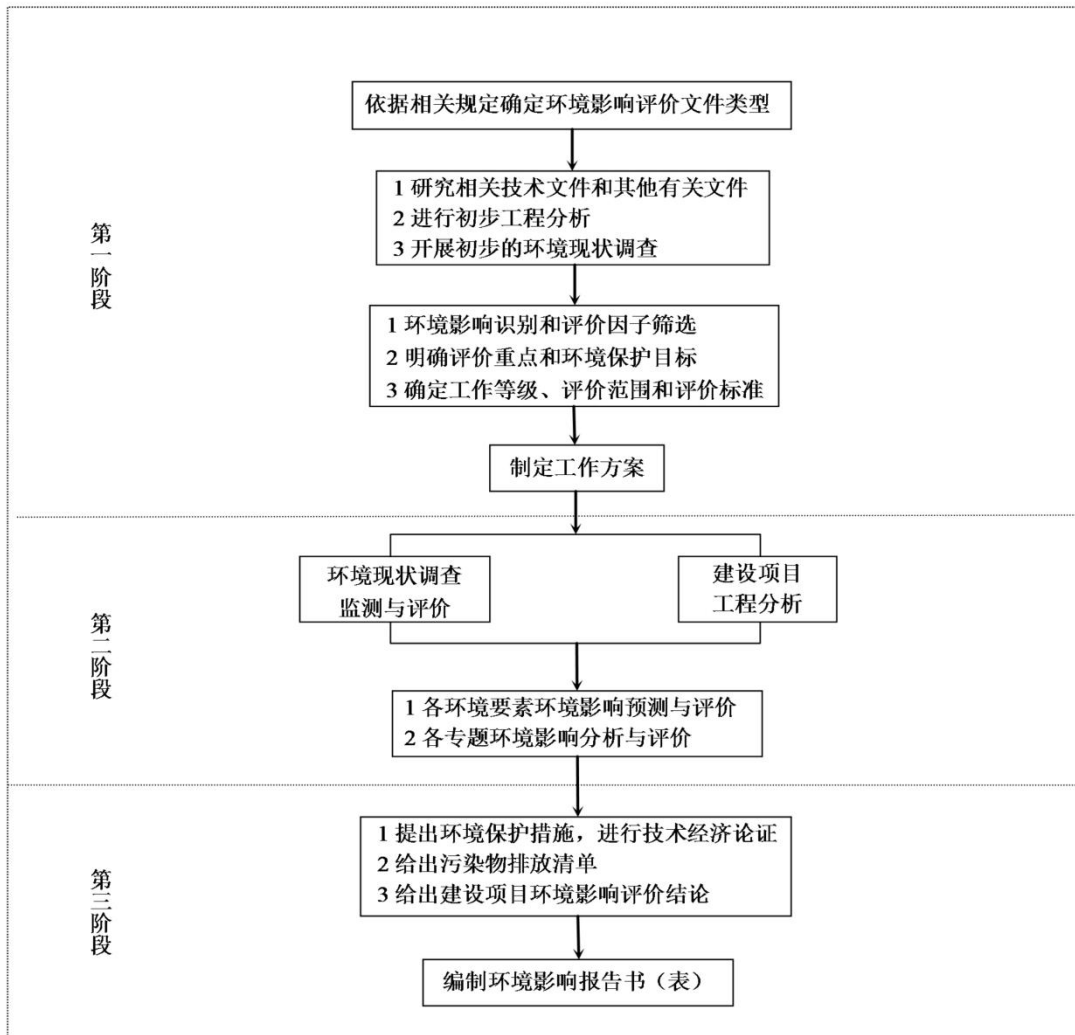 依据相关规定确定环境影响评价文件类型
1 研究相关技术文件和其他有关文件
2 进行初步工程分析
3 开展初步的环境现状调查
第一阶段
1 环境影响识别和评价因子筛选
2 明确评价重点和环境保护目标
3 确定工作等级、评价范围和评价标准
制定工作方案
环境现状调查
监测与评价
建设项目
工程分析
第二阶段
1 各环境要素环境影响预测与评价
2 各专题环境影响分析与评价
1 提出环境保护措施，进行技术经济论证
2 给出污染物排放清单
3 给出建设项目环境影响评价结论
第三阶段
编制环境影响报告书（表）